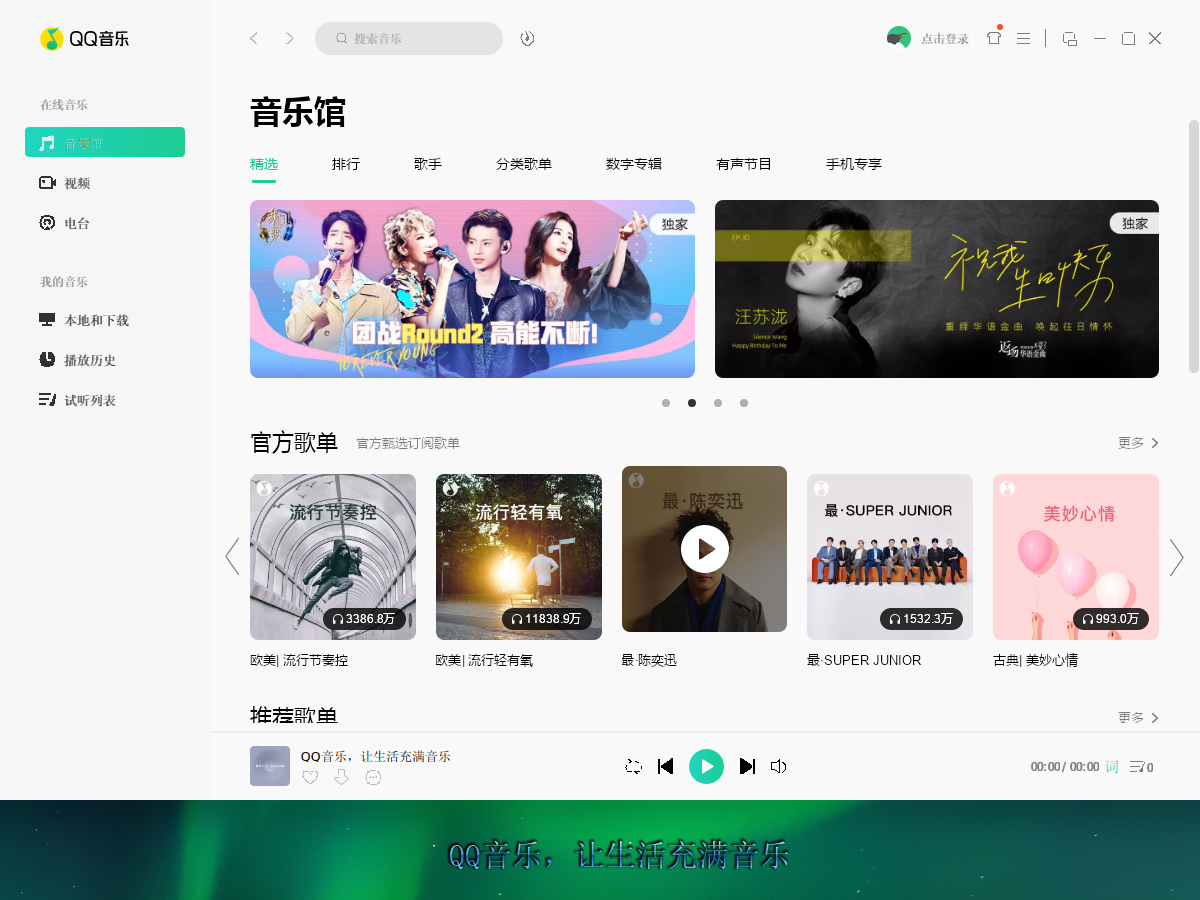 QQ音乐
搜索音乐
点击登录
在线音乐
音乐馆
视频
电台
我的音乐
本地和下载
播放历史
试听列表
音乐馆
精选 排行 歌手 分类歌单 数字专辑 有声节目 手机专享
独家
团战Round2 高能不断!
FOREVER YOUNG
独家
EP.30
汪苏泷
Silence Wang
Happy Birthday To Me
祝我生日快乐
重绎华语金曲 唤起往日情怀
返场
华语金曲
官方歌单 官方甄选订阅歌单 更多
流行节奏控
3386.8万
流行轻有氧
11838.9万
最·陈奕迅
最·SUPER JUNIOR
1532.3万
美妙心情
993.0万
欧美| 流行节奏控
欧美| 流行轻有氧
最·陈奕迅
最·SUPER JUNIOR
古典| 美妙心情
推荐歌单 更多
QQ音乐，让生活充满音乐
00:00/ 00:00 词 0
QQ音乐，让生活充满音乐